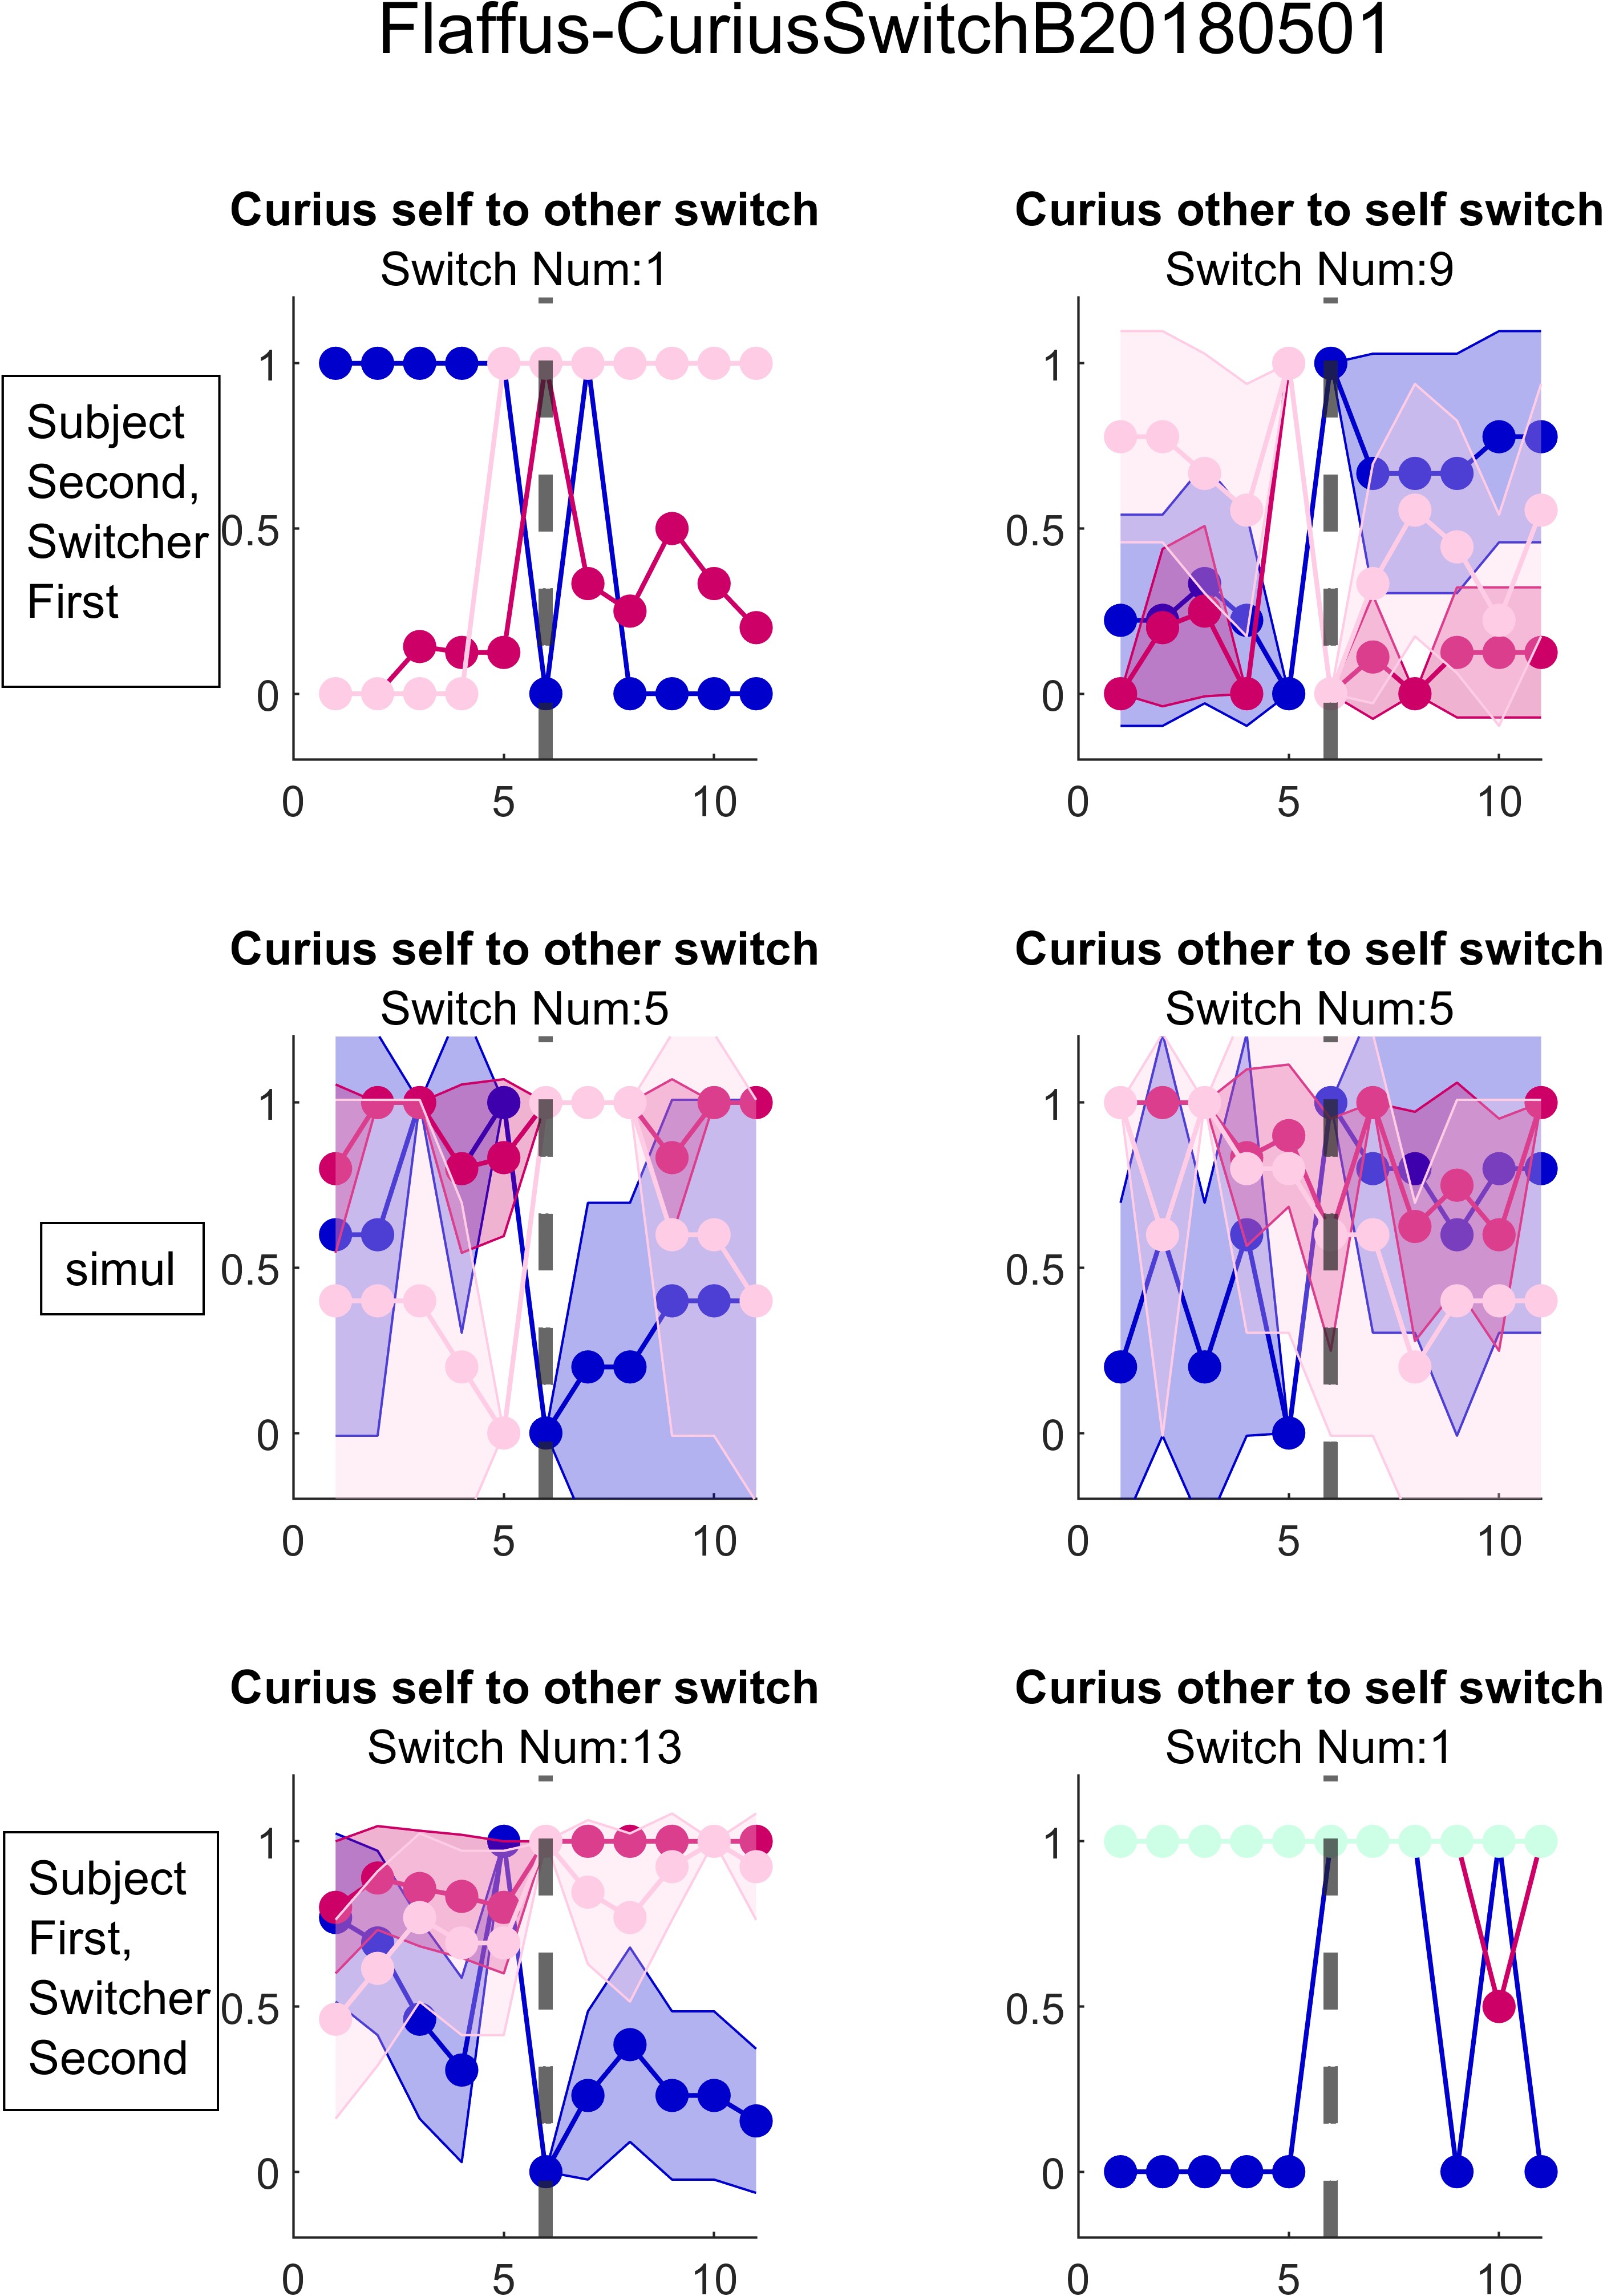 Flaffus-CuriusSwitchB20180501
Curius self to other switch
Switch Num:1
Curius other to self switch
Switch Num:9
Subject
Second,
Switcher
First
1
0.5
0
0 5 10
1
0.5
0
0 5 10
Curius self to other switch
Switch Num:5
Curius other to self switch
Switch Num:5
simul
1
0.5
0
0 5 10
1
0.5
0
0 5 10
Curius self to other switch
Switch Num:13
Curius other to self switch
Switch Num:1
Subject
First,
Switcher
Second
1
0.5
0
0 5 10
1
0.5
0
0 5 10